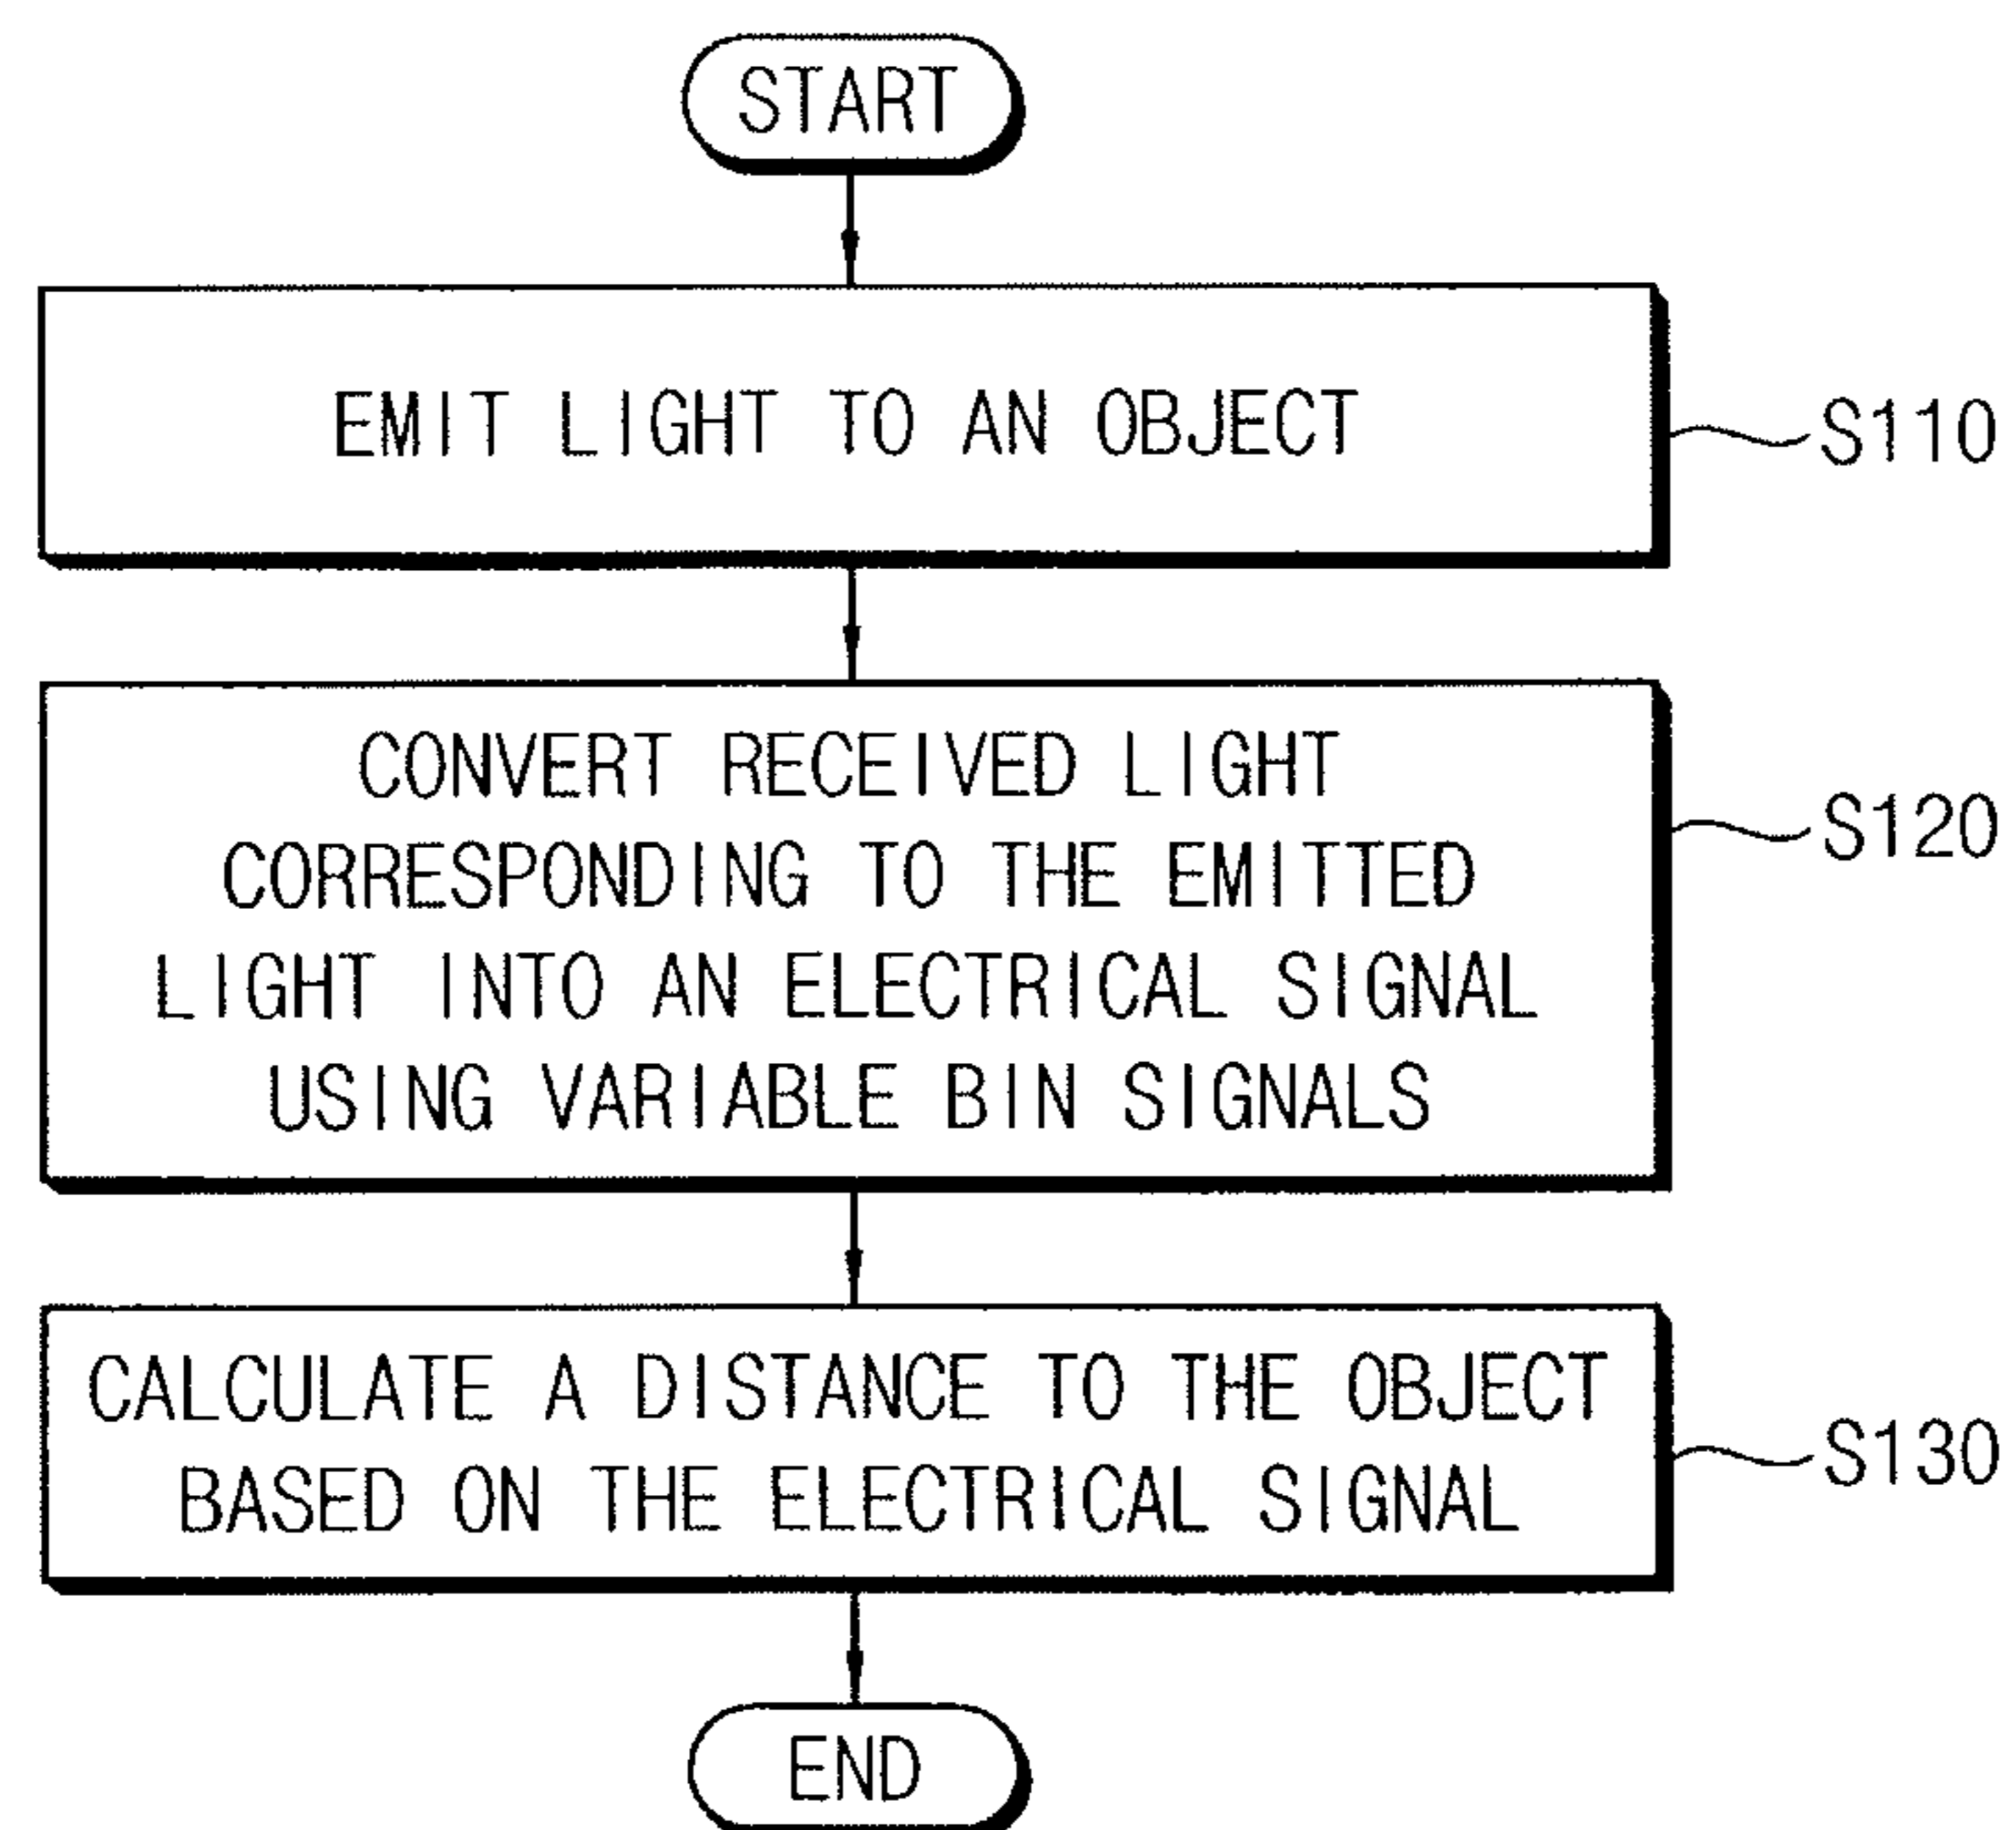 START
EMIT LIGHT TO AN OBJECT
S110
CONVERT RECEIVED LIGHT
CORRESPONDING TO THE EMITTED
LIGHT INTO AN ELECTRICAL SIGNAL
USING VARIABLE BIN SIGNALS
S120
CALCULATE A DISTANCE TO THE OBJECT
BASED ON THE ELECTRICAL SIGNAL
S130
END